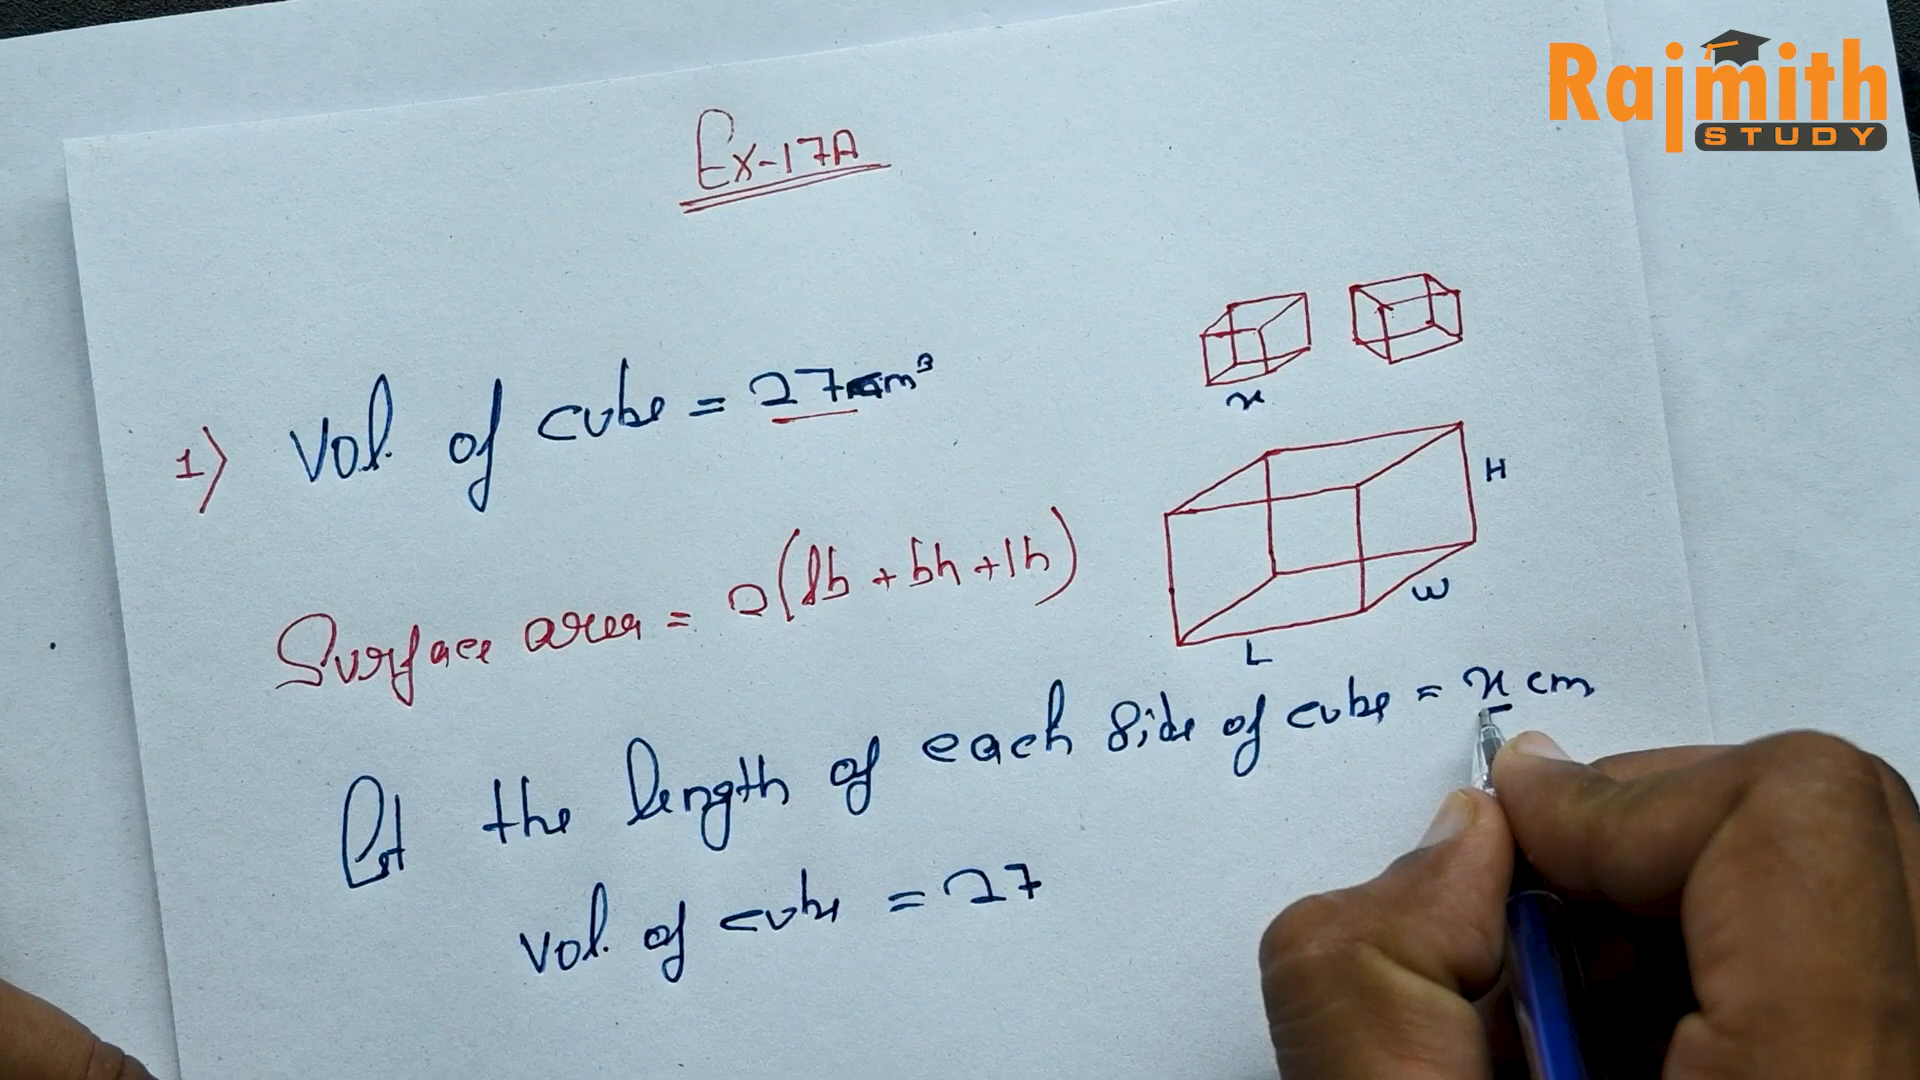 Rajmith
STUDY
Ex-17A
1) Vol. of cube = 27cm³
x
H
Surface area = 2(lb + bh + lh)
W
L
Let the length of each side of cube = x cm
Vol. of cube = 27